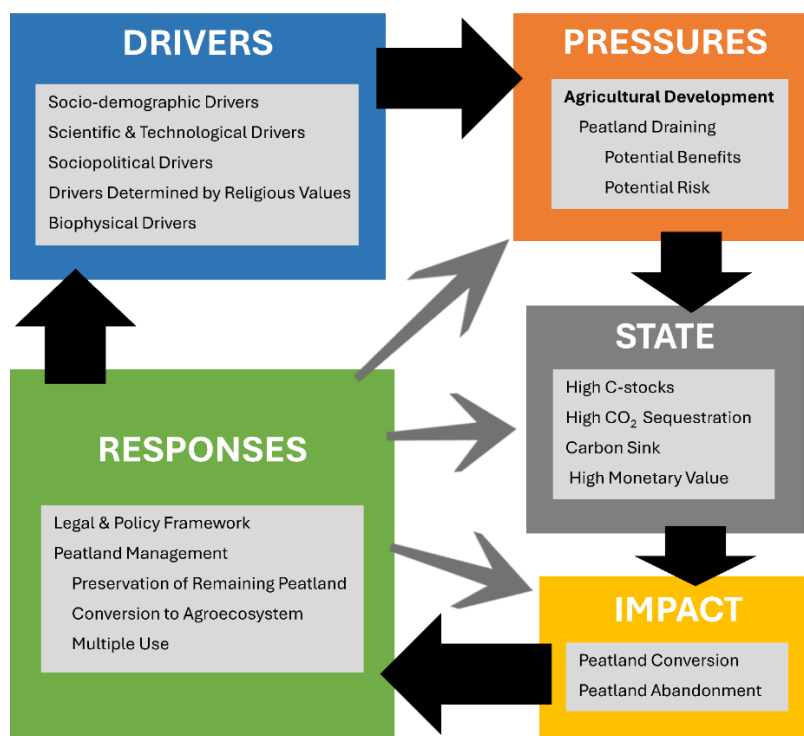 DRIVERS
Socio-demographic Drivers
Scientific & Technological Drivers
Sociopolitical Drivers
Drivers Determined by Religious Values
Biophysical Drivers
PRESSURES
Agricultural Development
Peatland Draining
Potential Benefits
Potential Risk
STATE
High C-stocks
High CO₂ Sequestration
Carbon Sink
High Monetary Value
RESPONSES
Legal & Policy Framework
Peatland Management
Preservation of Remaining Peatland
Conversion to Agroecosystem
Multiple Use
IMPACT
Peatland Conversion
Peatland Abandonment